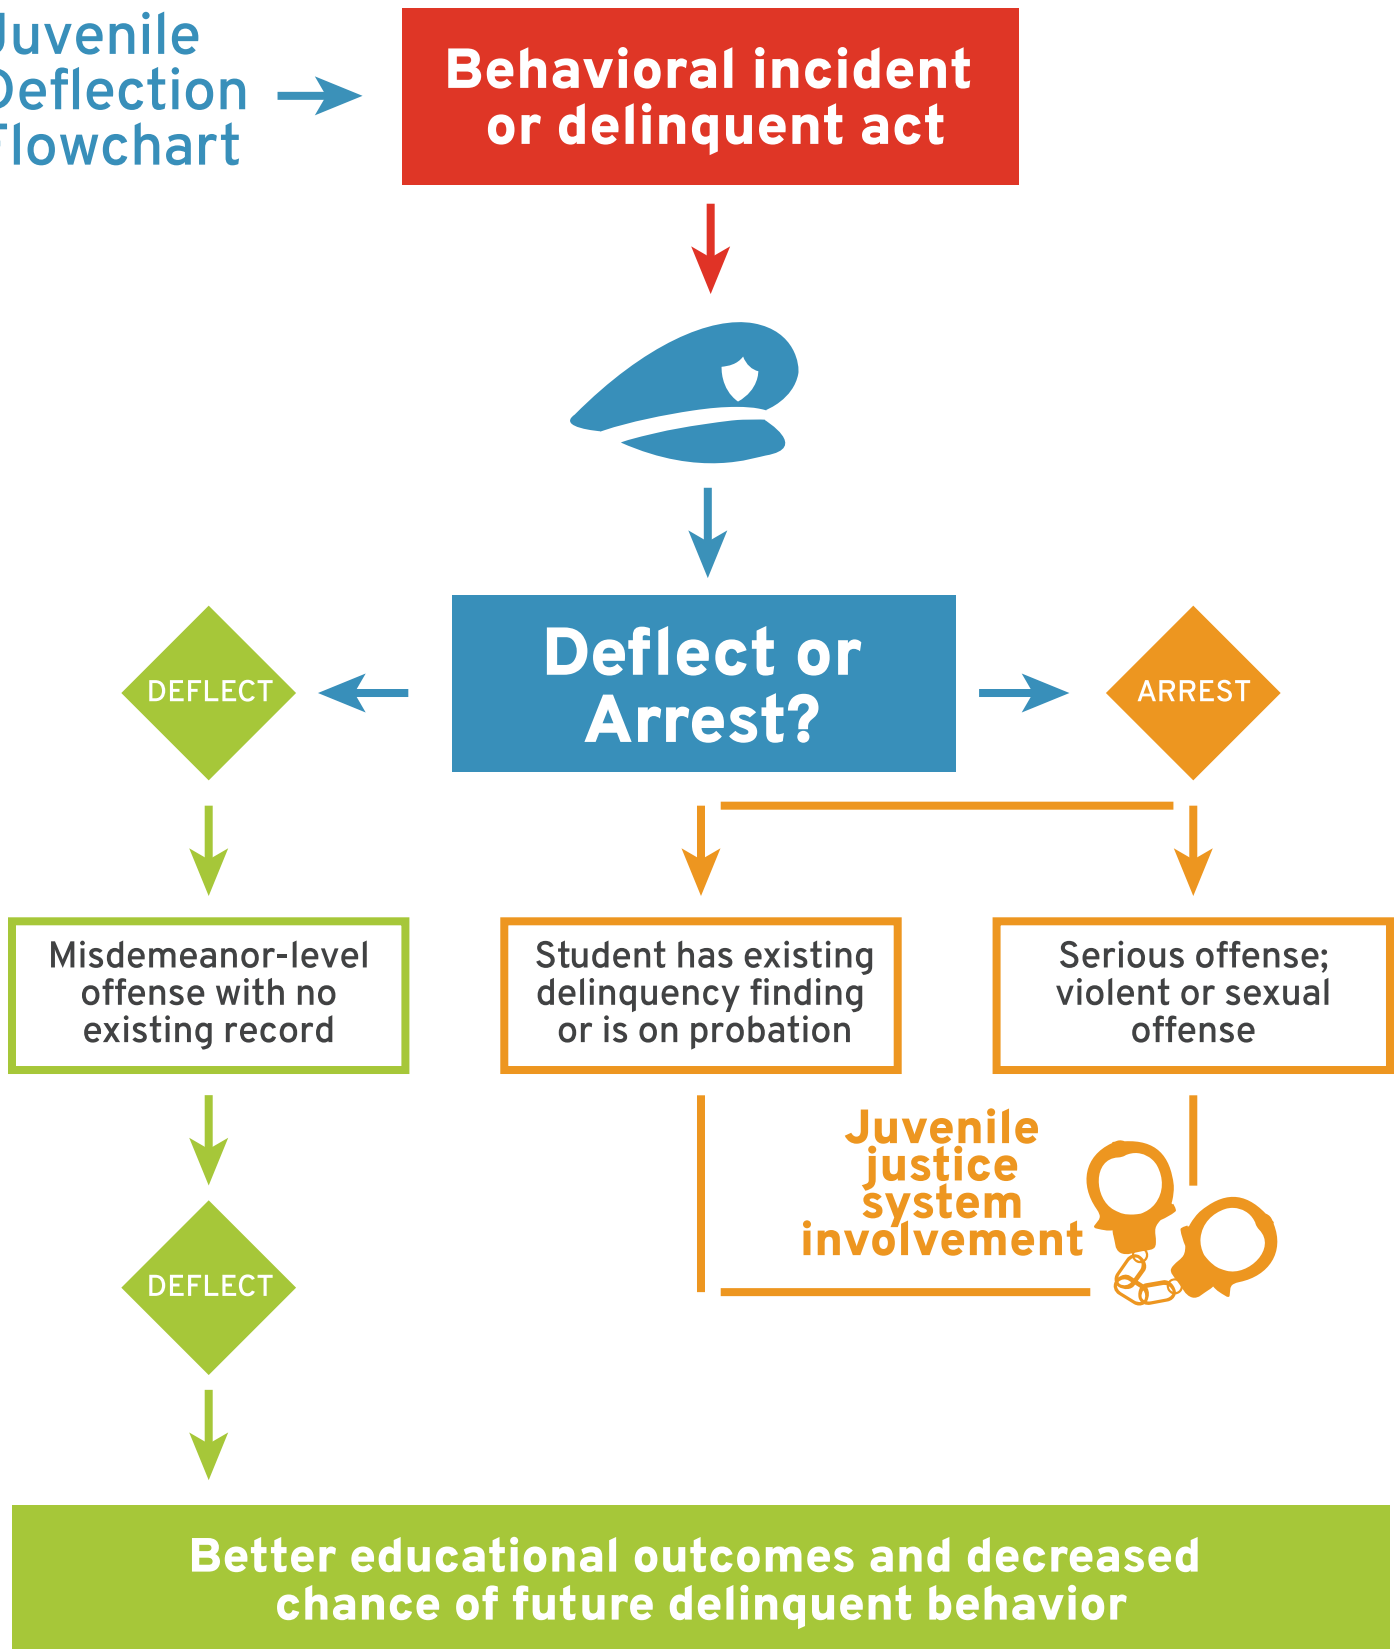 Juvenile
Deflection
Flowchart
Behavioral incident
or delinquent act
Deflect or
Arrest?
DEFLECT
ARREST
Misdemeanor-level
offense with no
existing record
Student has existing
delinquency finding
or is on probation
Serious offense;
violent or sexual
offense
Juvenile
justice
system
involvement
DEFLECT
Better educational outcomes and decreased
chance of future delinquent behavior